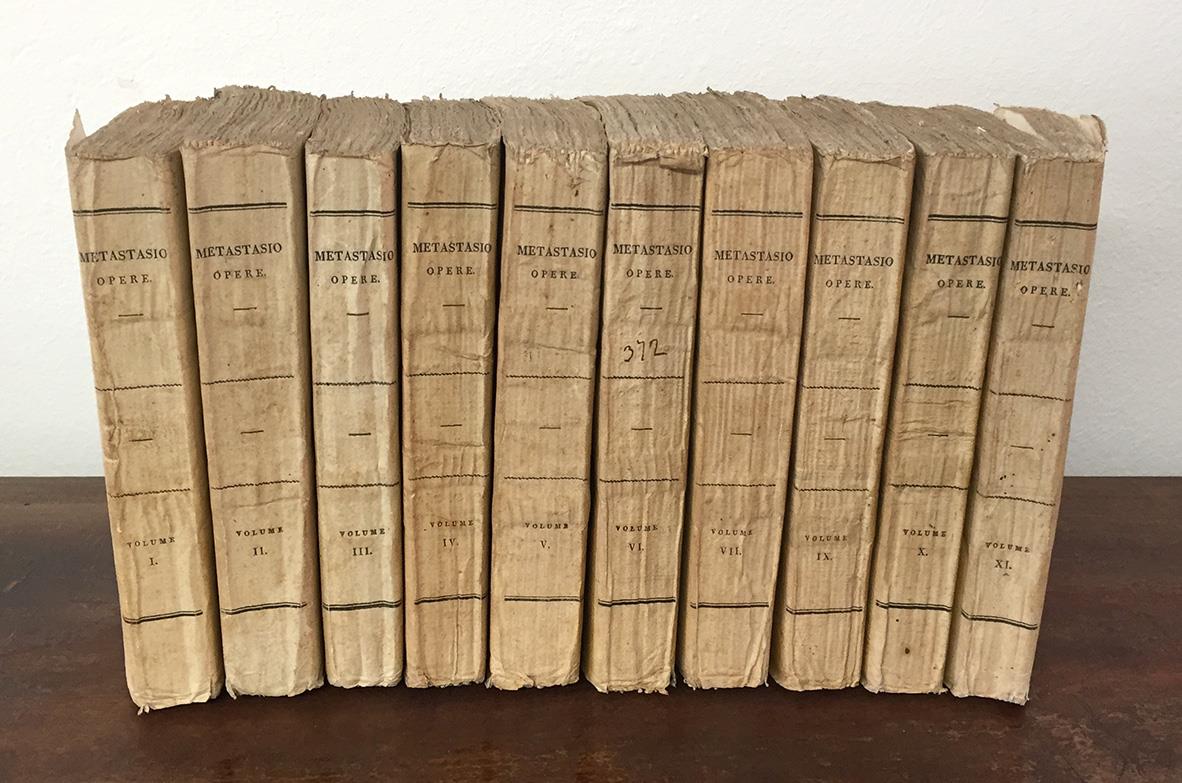 METASTASIO
OPERE.
VOLUME
I.
METASTASIO
OPERE.
VOLUME
II.
METASTASIO
OPERE.
VOLUME
III.
METASTASIO
OPERE.
VOLUME
IV.
METASTASIO
OPERE.
VOLUME
V.
METASTASIO
OPERE.
372
VOLUME
VI.
METASTASIO
OPERE.
VOLUME
VII.
METASTASIO
OPERE.
VOLUME
IX.
METASTASIO
OPERE.
VOLUME
X.
METASTASIO
OPERE.
VOLUME
XI.